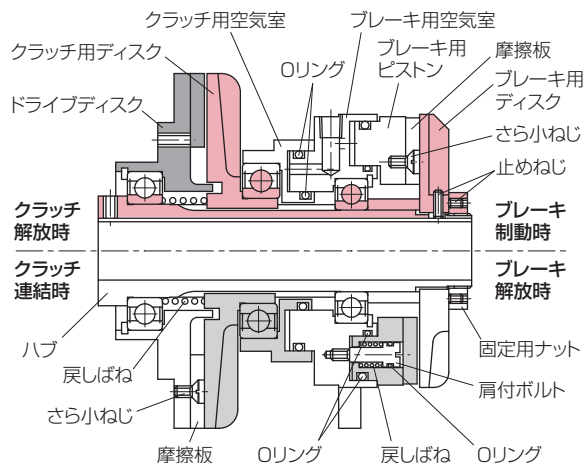 クラッチ用空気室
ブレーキ用空気室
クラッチ用ディスク
Oリング
ブレーキ用
ピストン
摩擦板
ブレーキ用
ディスク
ドライブディスク
さら小ねじ
止めねじ
クラッチ
解放時
ブレーキ
制動時
クラッチ
連結時
ブレーキ
解放時
ハブ
固定用ナット
戻しばね
肩付ボルト
さら小ねじ
摩擦板
Oリング
戻しばね
Oリング